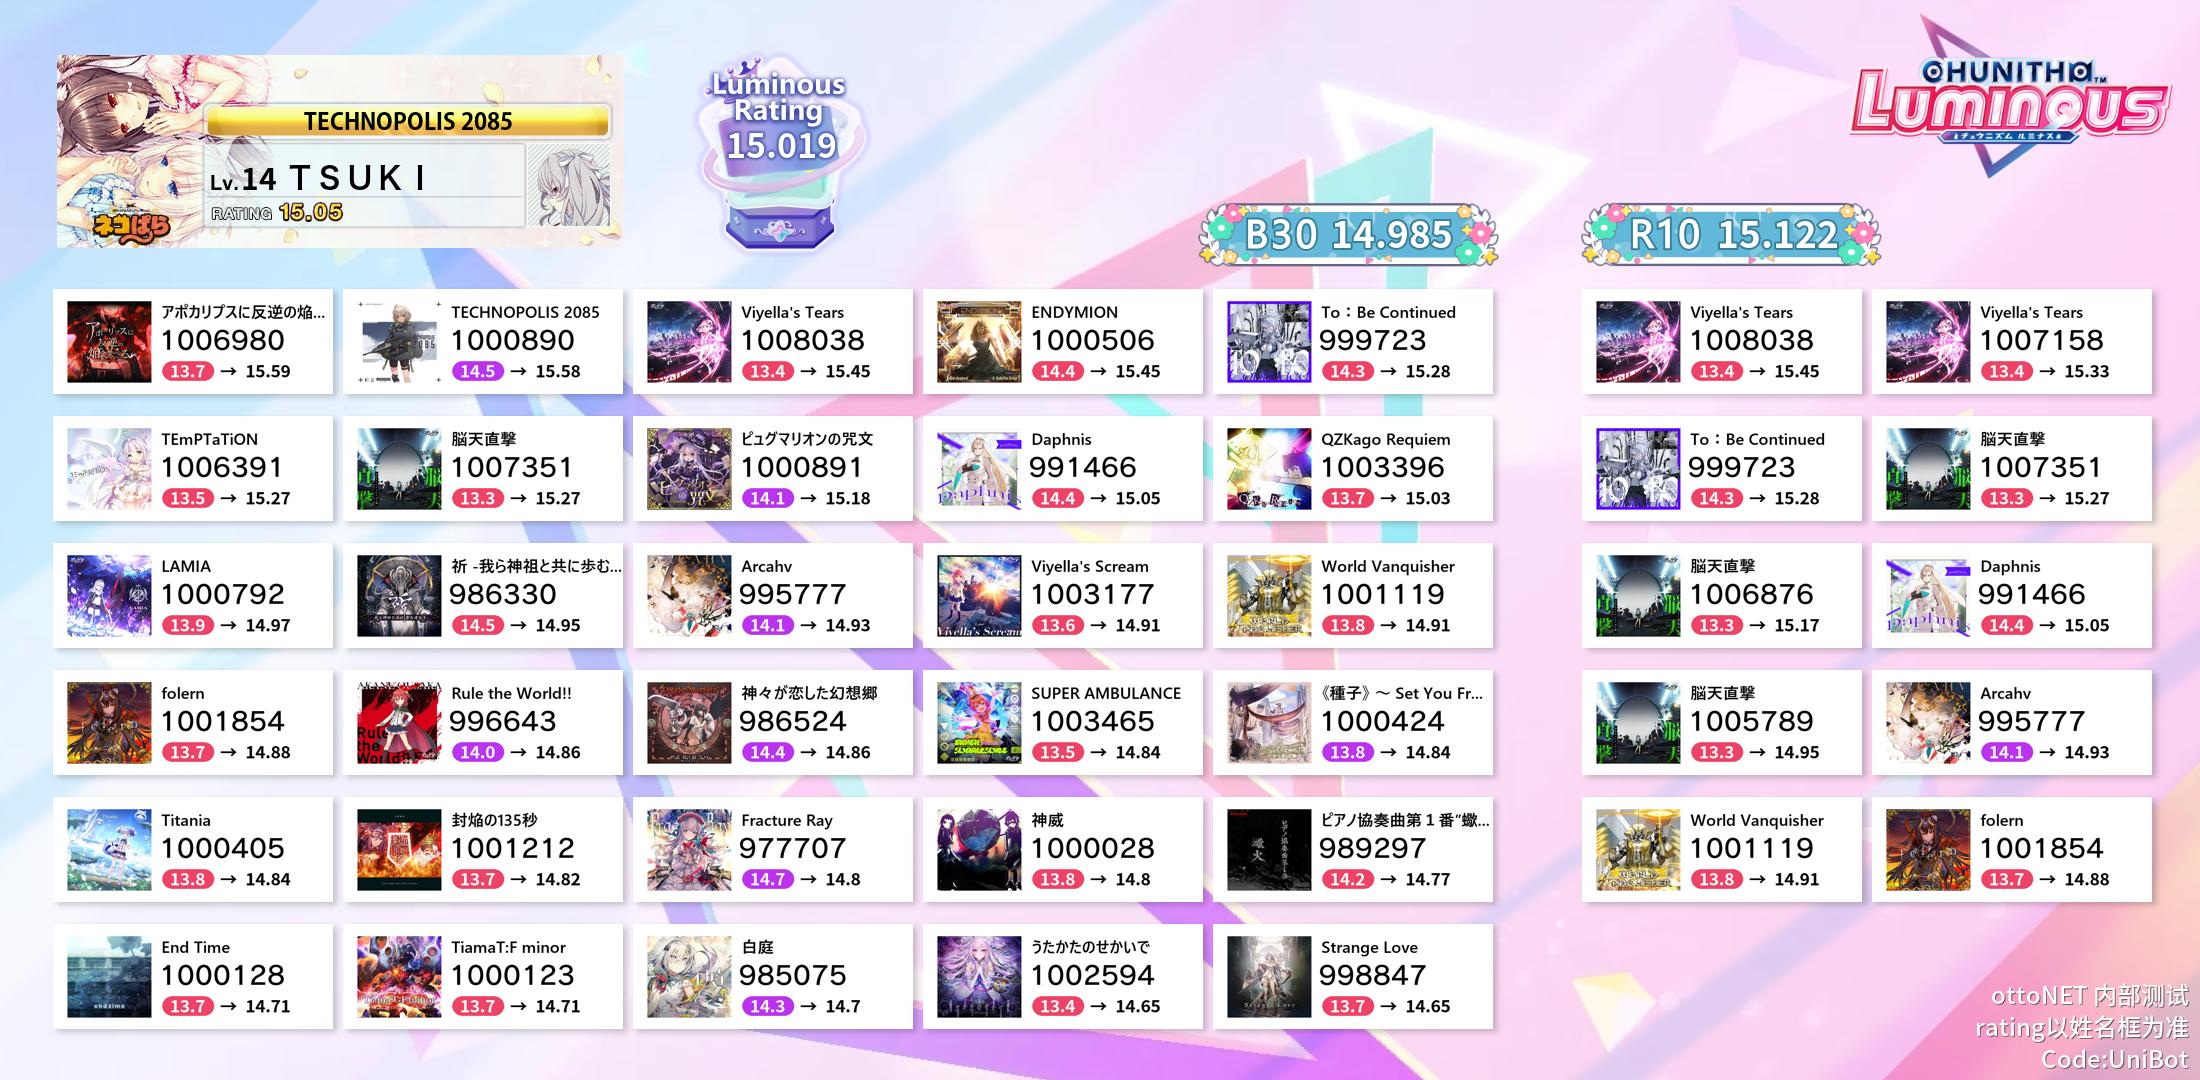 TECHNOPOLIS 2085
Lv.14 TSUKI
RATING 15.05
ネコぱら
Luminous
Rating
15.019
CHUNITHM TM
LUMINOUS
チュウニズム ルミナス
B30 14.985
R10 15.122
アポカリプスに反逆の焔...
1006980
13.7 → 15.59
TECHNOPOLIS 2085
1000890
14.5 → 15.58
Viyella's Tears
1008038
13.4 → 15.45
ENDYMION
1000506
14.4 → 15.45
To：Be Continued
999723
14.3 → 15.28
TEmPTaTiON
1006391
13.5 → 15.27
脳天直撃
1007351
13.3 → 15.27
ピュグマリオンの咒文
1000891
14.1 → 15.18
Daphnis
991466
14.4 → 15.05
QZKago Requiem
1003396
13.7 → 15.03
LAMIA
1000792
13.9 → 14.97
祈 -我ら神祖と共に歩む...
986330
14.5 → 14.95
Arcahv
995777
14.1 → 14.93
Viyella's Scream
1003177
13.6 → 14.91
World Vanquisher
1001119
13.8 → 14.91
folern
1001854
13.7 → 14.88
Rule the World!!
996643
14.0 → 14.86
神々が恋した幻想郷
986524
14.4 → 14.86
SUPER AMBULANCE
1003465
13.5 → 14.84
《種子》～ Set You Fr...
1000424
13.8 → 14.84
Titania
1000405
13.8 → 14.84
封焔の135秒
1001212
13.7 → 14.82
Fracture Ray
977707
14.7 → 14.8
神威
1000028
13.8 → 14.8
ピアノ協奏曲第１番”蠍...
989297
14.2 → 14.77
End Time
1000128
13.7 → 14.71
TiamaT:F minor
1000123
13.7 → 14.71
白庭
985075
14.3 → 14.7
うたかたのせかいで
1002594
13.4 → 14.65
Strange Love
998847
13.7 → 14.65
Viyella's Tears
1008038
13.4 → 15.45
Viyella's Tears
1007158
13.4 → 15.33
To：Be Continued
999723
14.3 → 15.28
脳天直撃
1007351
13.3 → 15.27
脳天直撃
1006876
13.3 → 15.17
Daphnis
991466
14.4 → 15.05
脳天直撃
1005789
13.3 → 14.95
Arcahv
995777
14.1 → 14.93
World Vanquisher
1001119
13.8 → 14.91
folern
1001854
13.7 → 14.88
ottoNET 内部测试
rating以姓名框为准
Code:UniBot